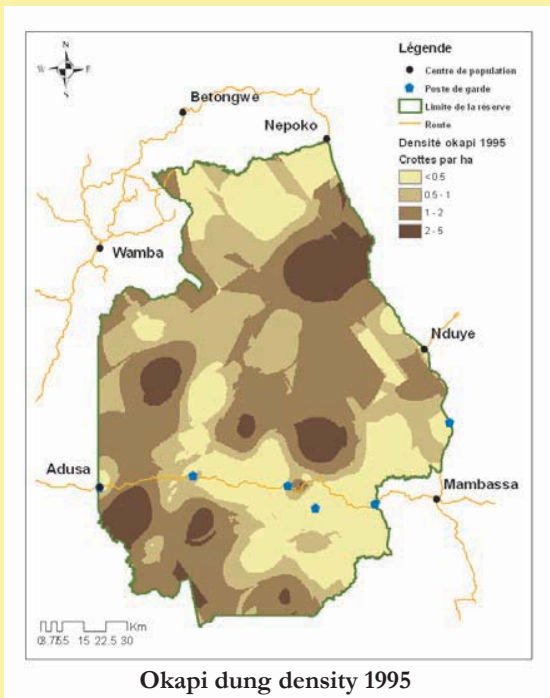 N
W E
S
Légende
Centre de population
Poste de garde
Limite de la réserve
Route
Densité okapi 1995
Crottes par ha
<0.5
0.5 - 1
1 - 2
2 - 5
Betongwe
Nepoko
Wamba
Nduye
Adusa
Mambassa
Km
15 22.5 30
Okapi dung density 1995